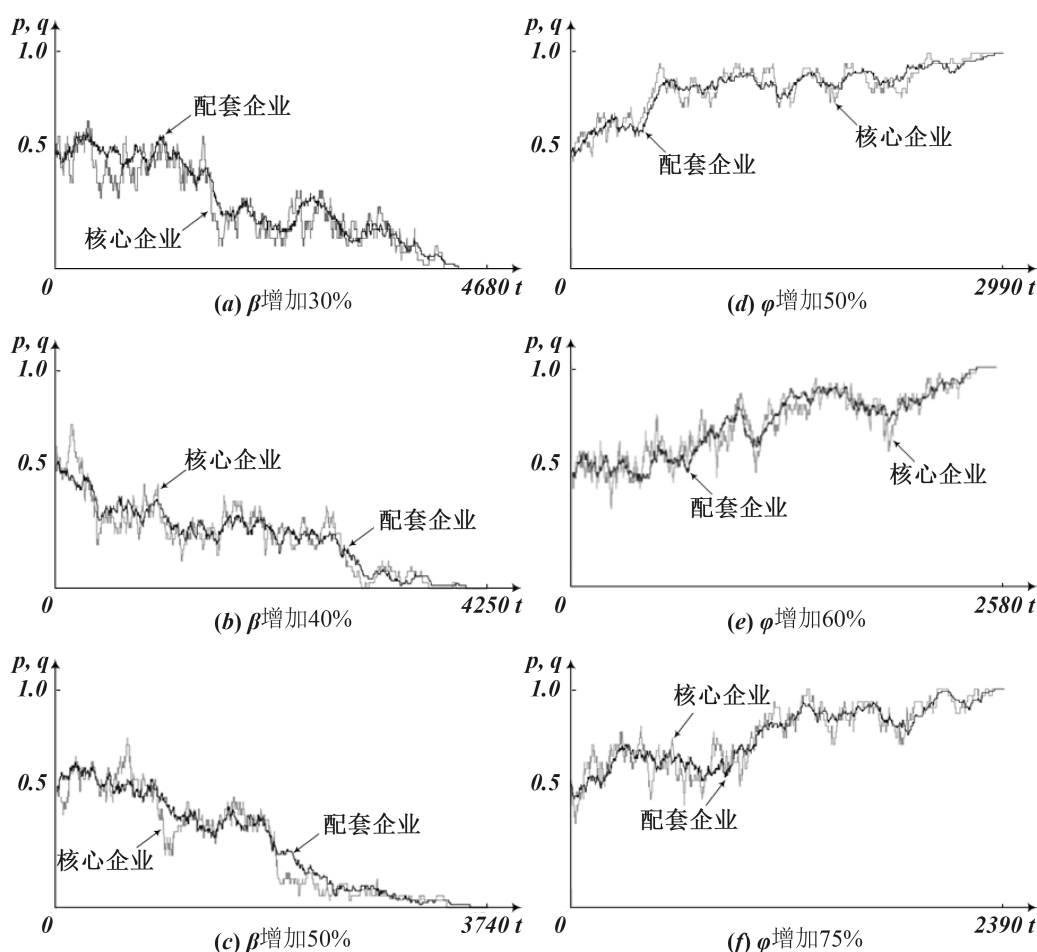 p, q
1.0
配套企业
0.5
核心企业
0
4680 t
(a) β增加30%
p, q
1.0
核心企业
0.5
配套企业
0
4250 t
(b) β增加40%
p, q
1.0
0.5
配套企业
核心企业
0
3740 t
(c) β增加50%
p, q
1.0
核心企业
0.5
配套企业
0
2990 t
(d) φ增加50%
p, q
1.0
0.5
核心企业
配套企业
0
2580 t
(e) φ增加60%
p, q
1.0
核心企业
0.5
配套企业
0
2390 t
(f) φ增加75%